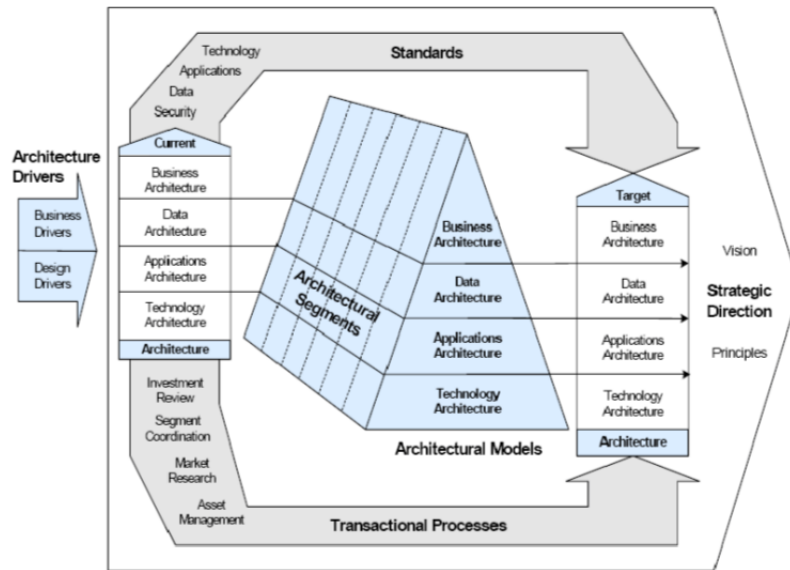 Technology
Applications
Data
Security
Standards
Architecture
Drivers
Business
Drivers
Design
Drivers
Current
Business
Architecture
Data
Architecture
Applications
Architecture
Technology
Architecture
Architecture
Architectural
Segments
Business
Architecture
Data
Architecture
Applications
Architecture
Technology
Architecture
Architectural Models
Target
Business
Architecture
Data
Architecture
Applications
Architecture
Technology
Architecture
Architecture
Vision
Strategic
Direction
Principles
Investment
Review
Segment
Coordination
Market
Research
Asset
Management
Transactional Processes